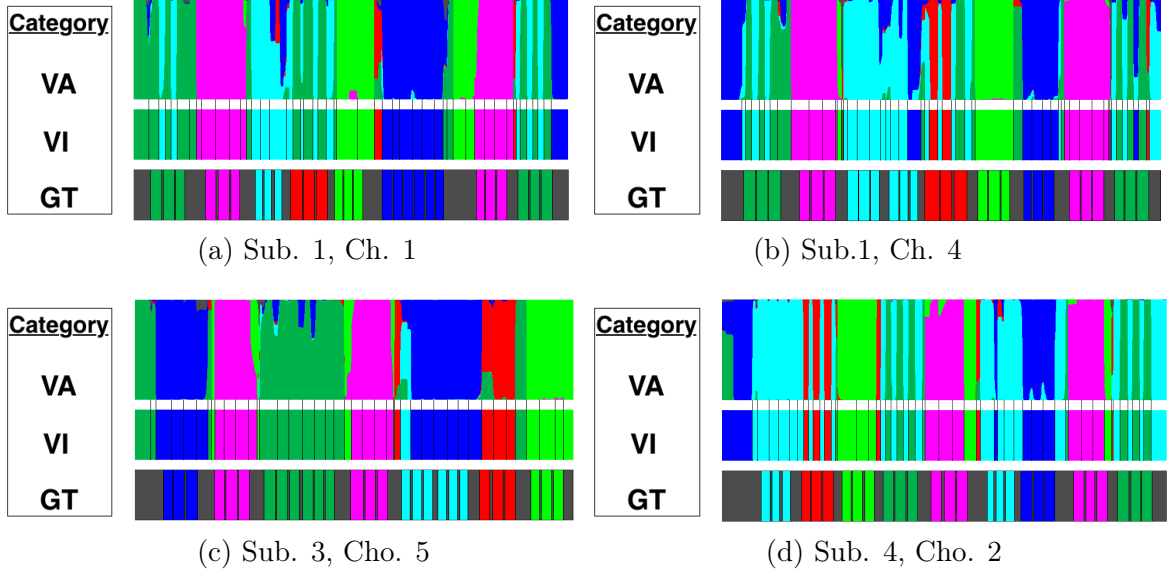 Category
VA
VI
GT
(a) Sub. 1, Ch. 1
Category
VA
VI
GT
(b) Sub.1, Ch. 4
Category
VA
VI
GT
(c) Sub. 3, Cho. 5
Category
VA
VI
GT
(d) Sub. 4, Cho. 2